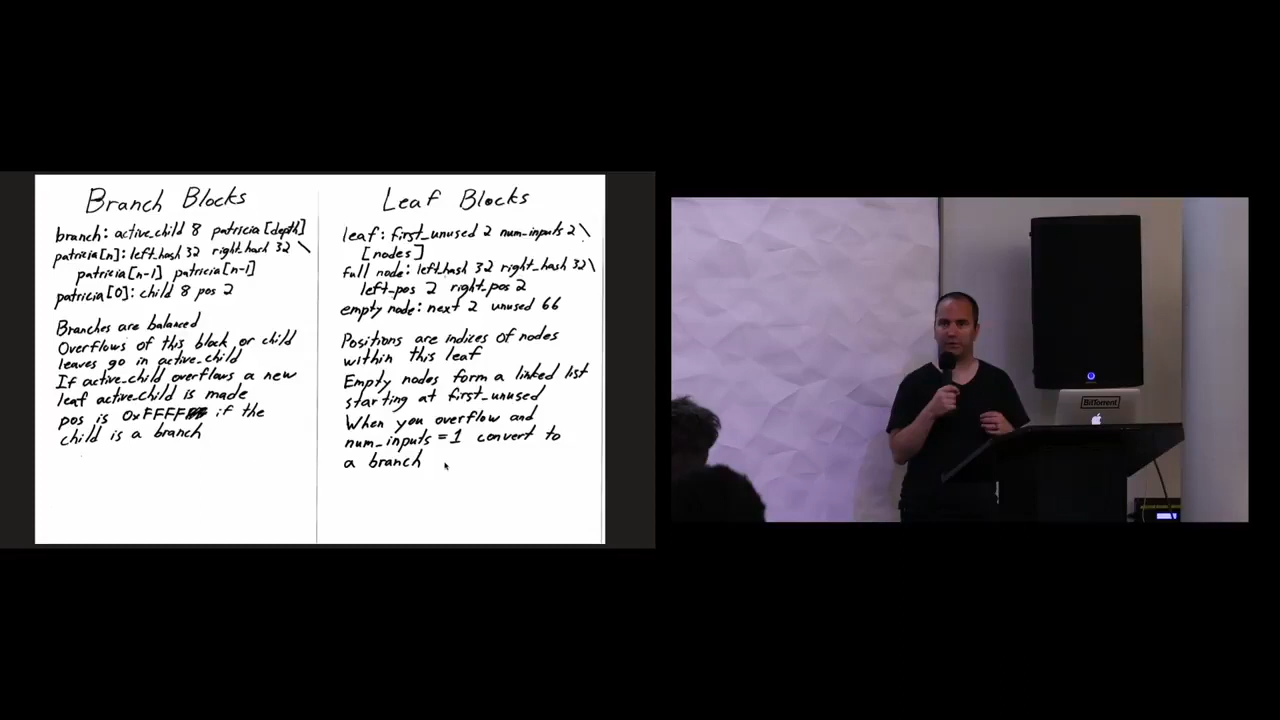 Branch Blocks
branch: active_child 8 patricia [depth]
patricia[n]: left_hash 32 right_hash 32 \
patricia[n-1] patricia[n-1]
patricia[0]: child 8 pos 2
Branches are balanced
Overflows of this block or child
leaves go in active_child
If active_child overflows a new
leaf active_child is made
pos is 0xFFFF if the
child is a branch
Leaf Blocks
leaf: first_unused 2 num_inputs 2 \
[nodes]
full node: left_hash 32 right_hash 32 \
left_pos 2 right_pos 2
empty node: next 2 unused 66
Positions are indices of nodes
within this leaf
Empty nodes form a linked list
starting at first_unused
When you overflow and
num_inputs = 1 convert to
a branch
BitTorrent